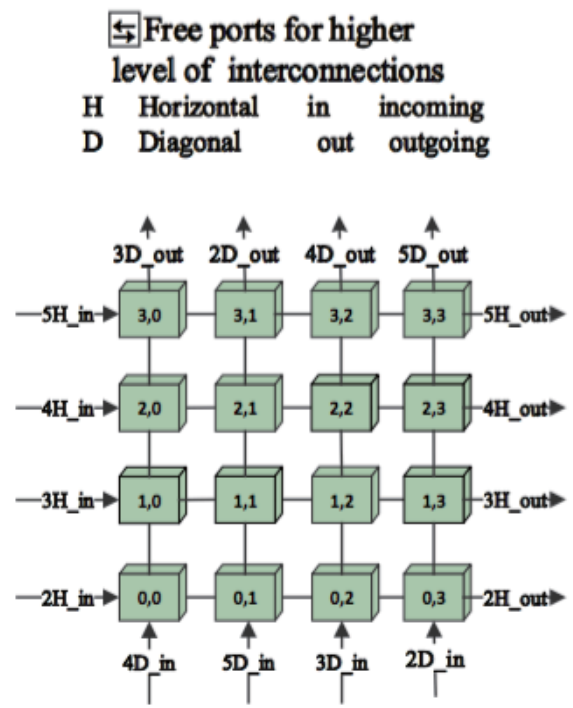 Free ports for higher
level of interconnections
H Horizontal in incoming
D Diagonal out outgoing
3D_out 2D_out 4D_out 5D_out
5H_in 3,0 3,1 3,2 3,3 5H_out
4H_in 2,0 2,1 2,2 2,3 4H_out
3H_in 1,0 1,1 1,2 1,3 3H_out
2H_in 0,0 0,1 0,2 0,3 2H_out
4D_in 5D_in 3D_in 2D_in